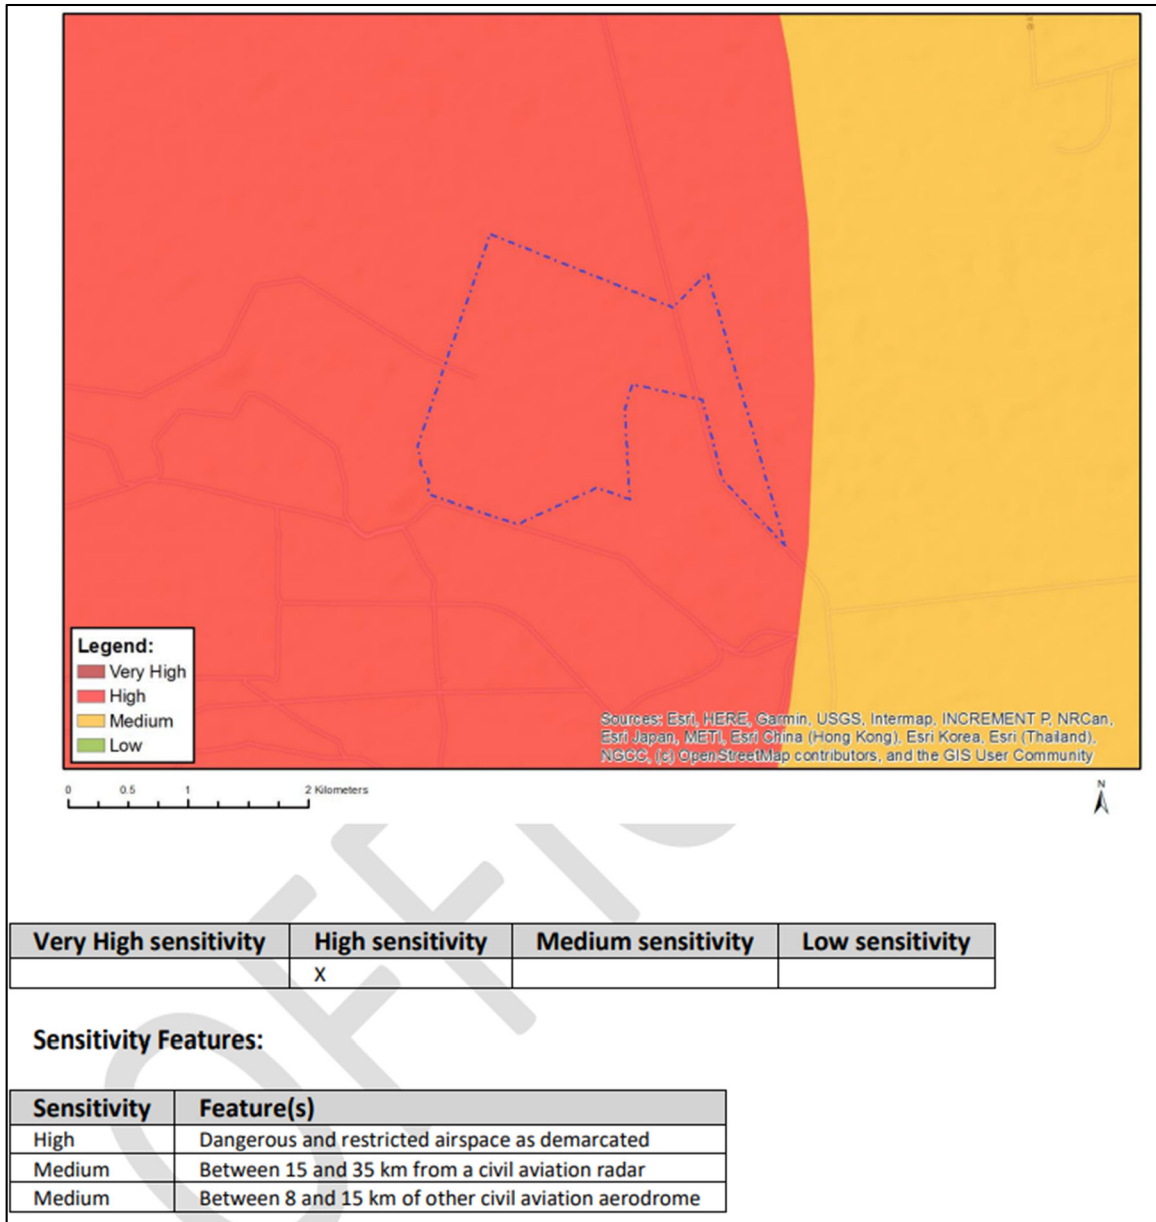 Legend:
Very High
High
Medium
Low
Sources: Esri, HERE, Garmin, USGS, Intermap, INCREMENT P, NRCan,
Esri Japan, METI, Esri China (Hong Kong), Esri Korea, Esri (Thailand),
NGCC, (c) OpenStreetMap contributors, and the GIS User Community
0 0.5 1 2 Kilometers
N
OFFIC
Very High sensitivity High sensitivity Medium sensitivity Low sensitivity
X
Sensitivity Features:
Sensitivity Feature(s)
High Dangerous and restricted airspace as demarcated
Medium Between 15 and 35 km from a civil aviation radar
Medium Between 8 and 15 km of other civil aviation aerodrome